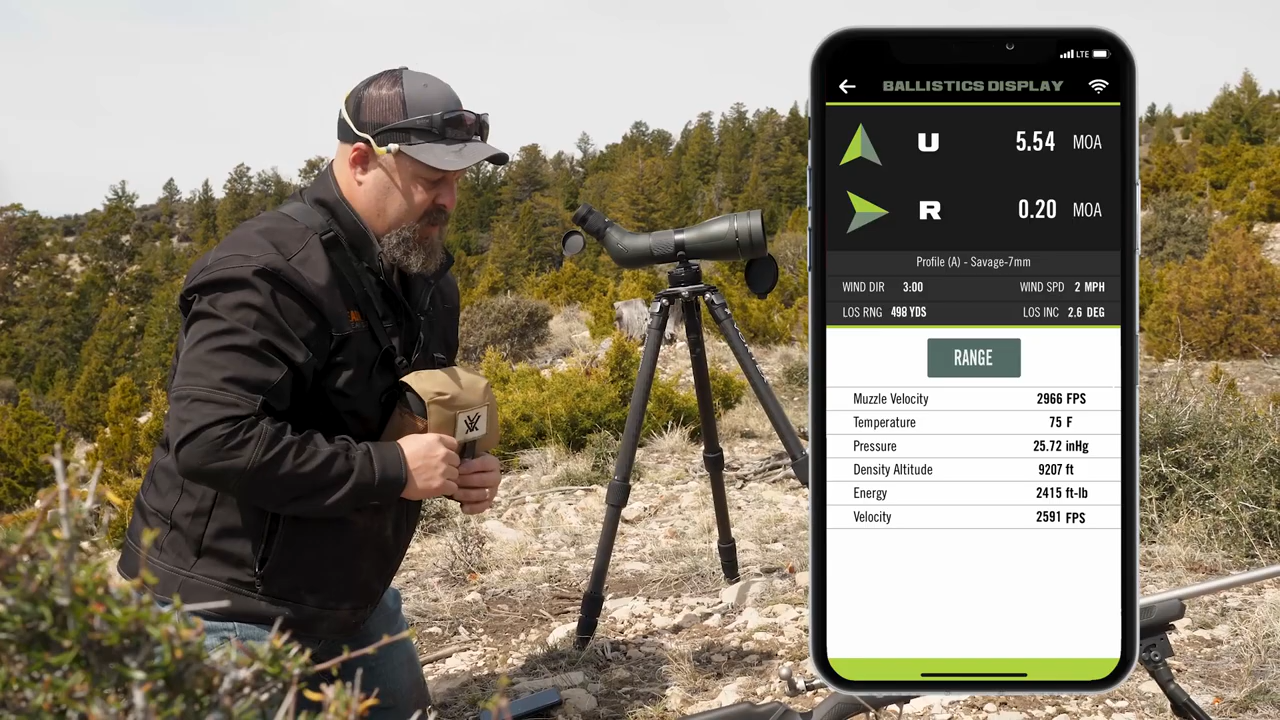 LTE
BALLISTICS DISPLAY
U 5.54 MOA
R 0.20 MOA
Profile (A) - Savage-7mm
WIND DIR 3:00 WIND SPD 2 MPH
LOS RNG 498 YDS LOS INC 2.6 DEG
RANGE
Muzzle Velocity 2966 FPS
Temperature 75 F
Pressure 25.72 inHg
Density Altitude 9207 ft
Energy 2415 ft-lb
Velocity 2591 FPS
VORTEX